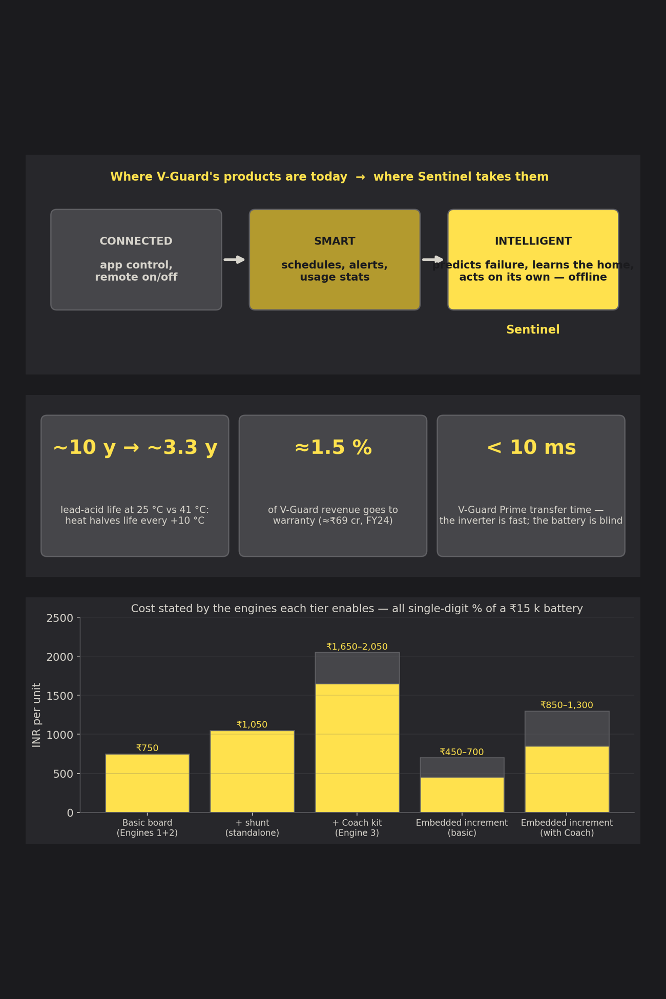 Where V-Guard's products are today → where Sentinel takes them
CONNECTED
app control,
remote on/off
SMART
schedules, alerts,
usage stats
INTELLIGENT
predicts failure, learns the home,
acts on its own — offline
Sentinel
~10 y → ~3.3 y
lead-acid life at 25 °C vs 41 °C:
heat halves life every +10 °C
≈1.5 %
of V-Guard revenue goes to
warranty (≈₹69 cr, FY24)
< 10 ms
V-Guard Prime transfer time —
the inverter is fast; the battery is blind
Cost stated by the engines each tier enables — all single-digit % of a ₹15 k battery
INR per unit
2500
2000
1500
1000
500
0
₹750
₹1,050
₹1,650–2,050
₹450–700
₹850–1,300
Basic board
(Engines 1+2)
+ shunt
(standalone)
+ Coach kit
(Engine 3)
Embedded increment
(basic)
Embedded increment
(with Coach)